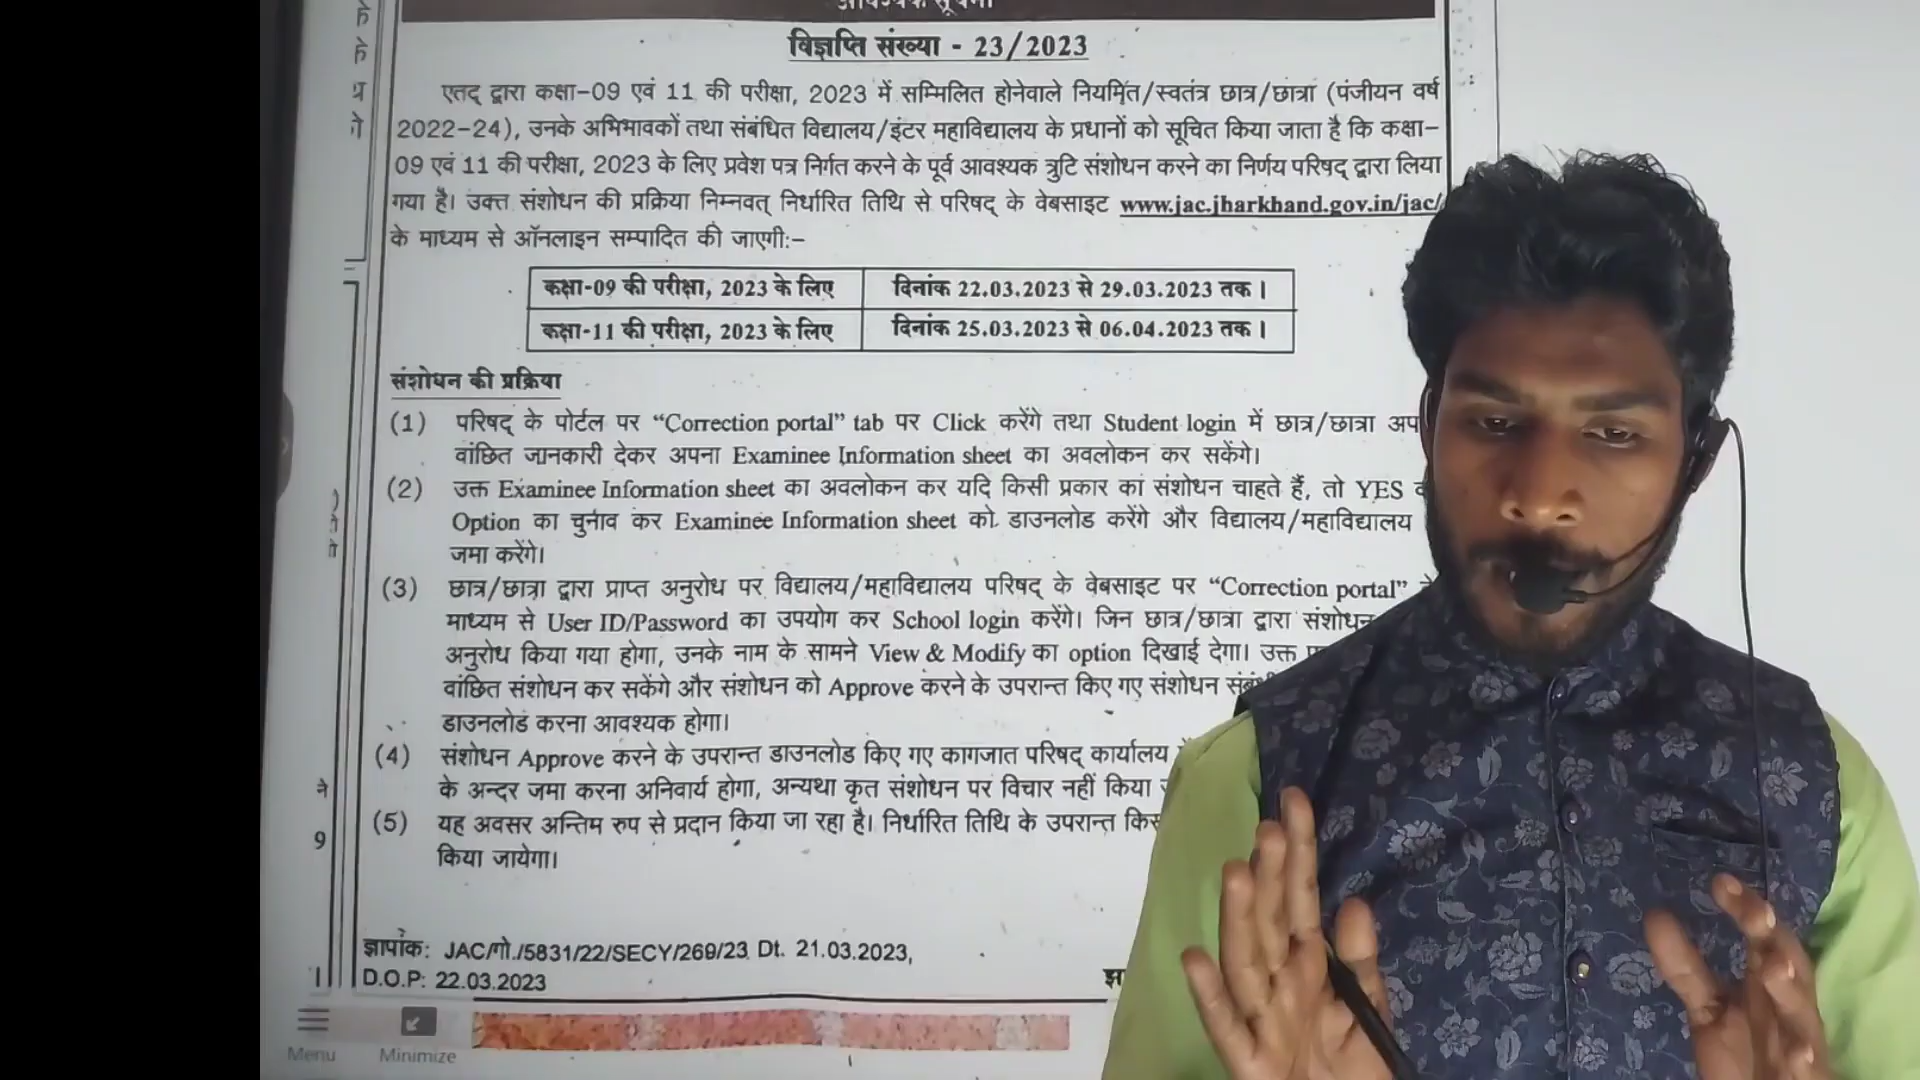 विज्ञप्ति संख्या - 23/2023
एतद् द्वारा कक्षा-09 एवं 11 की परीक्षा, 2023 में सम्मिलित होनेवाले नियमित/स्वतंत्र छात्र/छात्रा (पंजीयन वर्ष
2022-24), उनके अभिभावकों तथा संबंधित विद्यालय/इंटर महाविद्यालय के प्रधानों को सूचित किया जाता है कि कक्षा-
09 एवं 11 की परीक्षा, 2023 के लिए प्रवेश पत्र निर्गत करने के पूर्व आवश्यक त्रुटि संशोधन करने का निर्णय परिषद् द्वारा लिया
गया है। उक्त संशोधन की प्रक्रिया निम्नवत् निर्धारित तिथि से परिषद् के वेबसाइट www.jac.jharkhand.gov.in/jac/
के माध्यम से ऑनलाइन सम्पादित की जाएगी:-
कक्षा-09 की परीक्षा, 2023 के लिए दिनांक 22.03.2023 से 29.03.2023 तक।
कक्षा-11 की परीक्षा, 2023 के लिए दिनांक 25.03.2023 से 06.04.2023 तक।
संशोधन की प्रक्रिया
(1) परिषद् के पोर्टल पर “Correction portal” tab पर Click करेंगे तथा Student login में छात्र/छात्रा
वांछित जानकारी देकर अपना Examinee Information sheet का अवलोकन कर सकेंगे।
(2) उक्त Examinee Information sheet का अवलोकन कर यदि किसी प्रकार का संशोधन चाहते हैं, तो YES
Option का चुनाव कर Examinee Information sheet को डाउनलोड करेंगे और विद्यालय/महाविद्यालय
जमा करेंगे।
(3) छात्र/छात्रा द्वारा प्राप्त अनुरोध पर विद्यालय/महाविद्यालय परिषद् के वेबसाइट पर “Correction portal”
माध्यम से User ID/Password का उपयोग कर School login करेंगे। जिन छात्र/छात्रा द्वारा संशोधन
अनुरोध किया गया होगा, उनके नाम के सामने View & Modify का option दिखाई देगा। उक्त
वांछित संशोधन कर सकेंगे और संशोधन को Approve करने के उपरान्त किए गए संशोधन
डाउनलोड करना आवश्यक होगा।
(4) संशोधन Approve करने के उपरान्त डाउनलोड किए गए कागजात परिषद् कार्यालय
के अन्दर जमा करना अनिवार्य होगा, अन्यथा कृत संशोधन पर विचार नहीं किया
(5) यह अवसर अन्तिम रुप से प्रदान किया जा रहा है। निर्धारित तिथि के उपरान्त
किया जायेगा।
ज्ञापांक: JAC/गो./5831/22/SECY/269/23 Dt. 21.03.2023,
D.O.P: 22.03.2023
Menu Minimize